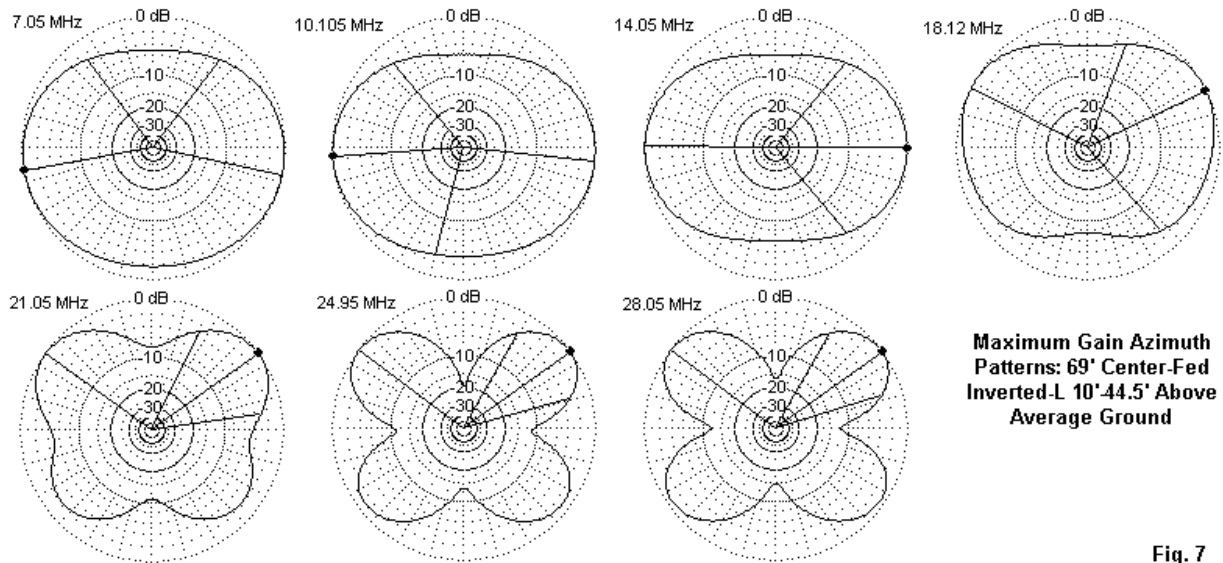 7.05 MHz
0 dB
-10
-20
-30
10.105 MHz
0 dB
-10
-20
-30
14.05 MHz
0 dB
-10
-20
-30
18.12 MHz
0 dB
-10
-20
-30
21.05 MHz
0 dB
-10
-20
-30
24.95 MHz
0 dB
-10
-20
-30
28.05 MHz
0 dB
-10
-20
-30
Maximum Gain Azimuth
Patterns: 69' Center-Fed
Inverted-L 10'-44.5' Above
Average Ground
Fig. 7